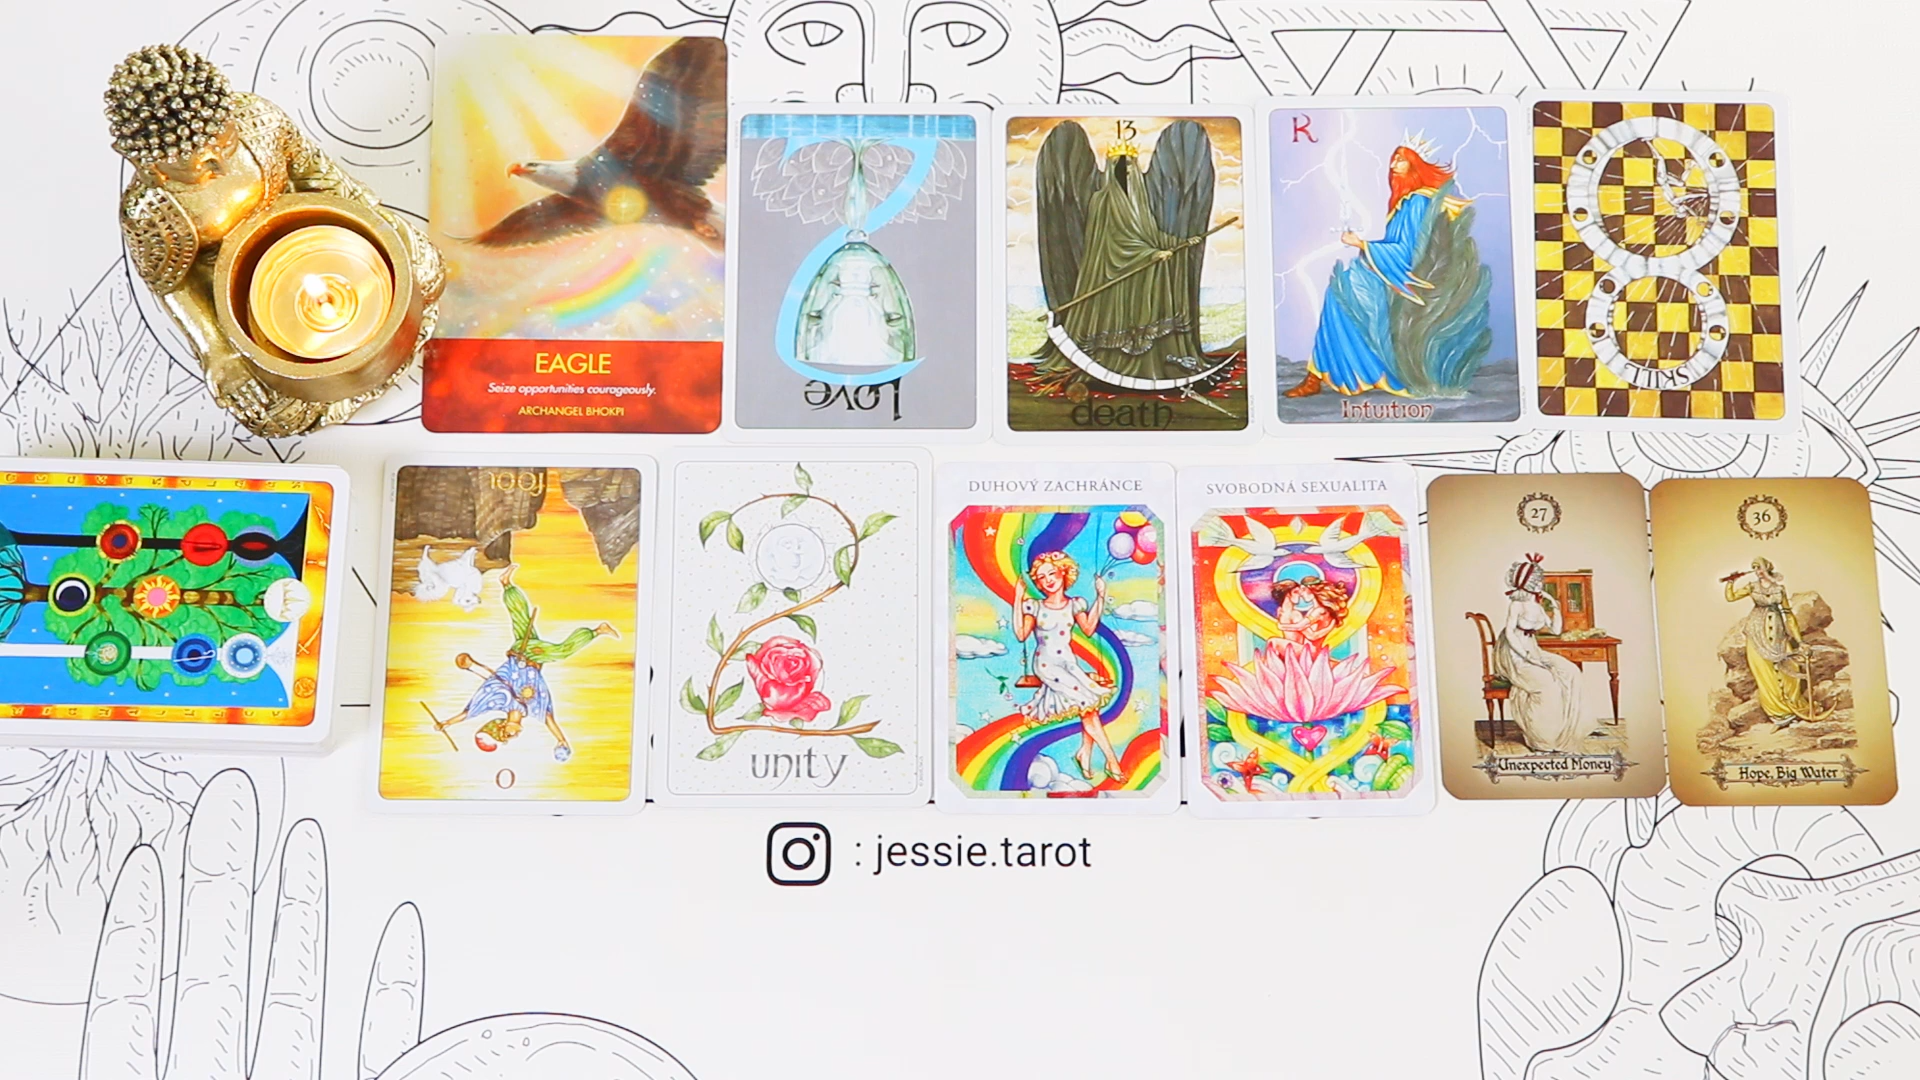 EAGLE
Seize opportunities courageously.
ARCHANGEL BHOKPI
Love
13
death
R
Intuition
SKILL
fool
0
unity
DUHOVÝ ZACHRÁNCE
SVOBODNÁ SEXUALITA
27
Unexpected Money
36
Hope, Big Water
: jessie.tarot